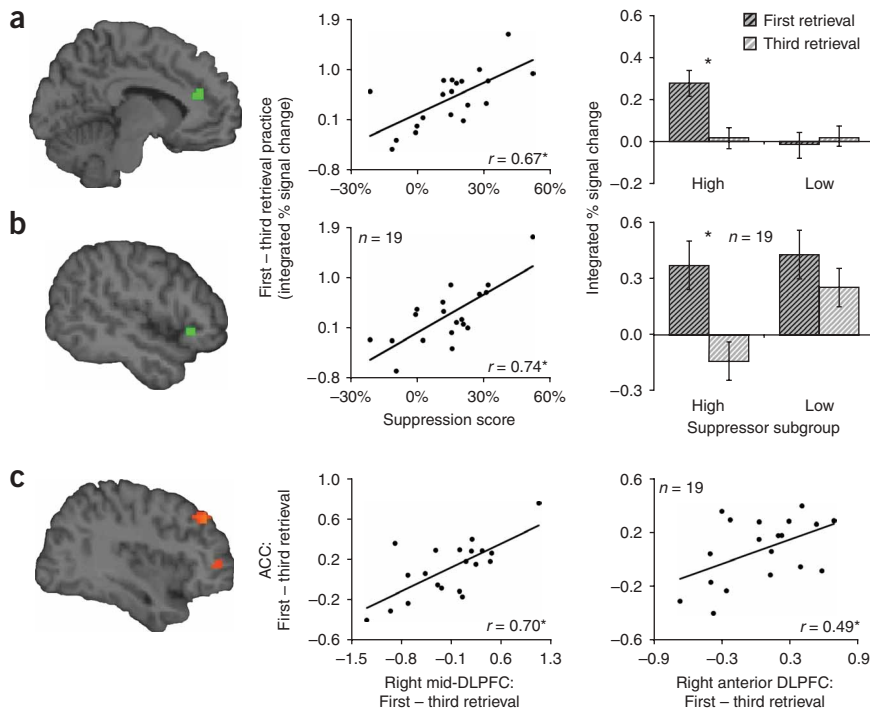 a
First – third retrieval practice
(integrated % signal change)
1.9
1.0
0.1
–0.8
–30%
0%
30%
60%
r = 0.67*
Integrated % signal change
0.6
0.4
0.2
0.0
–0.2
First retrieval
Third retrieval
*
High
Low
b
1.9
1.0
0.1
–0.8
n = 19
r = 0.74*
–30%
0%
30%
60%
Suppression score
0.6
0.3
0.0
–0.3
*
n = 19
High
Low
Suppressor subgroup
c
ACC:
First – third retrieval
1.0
0.6
0.2
–0.2
–0.6
r = 0.70*
–1.5
–0.8
–0.1
0.6
1.3
Right mid-DLPFC:
First – third retrieval
0.6
0.2
–0.2
–0.6
n = 19
r = 0.49*
–0.9
–0.3
0.3
0.9
Right anterior DLPFC:
First – third retrieval